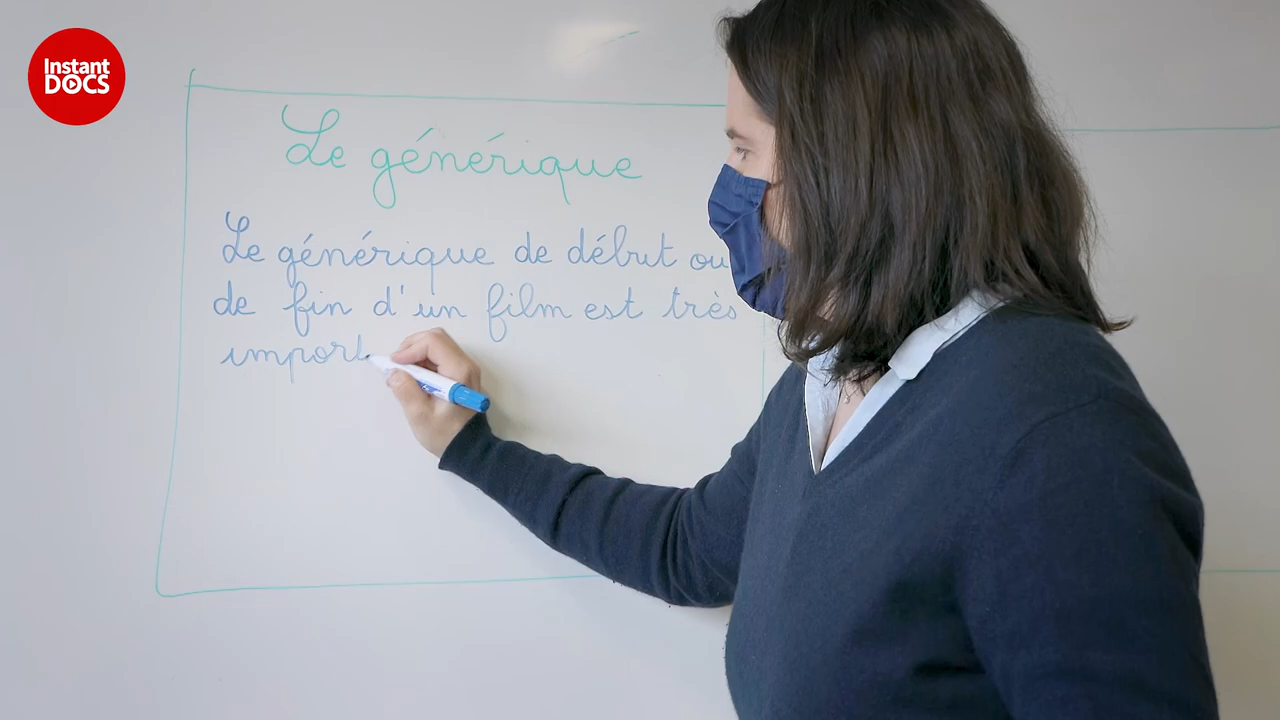 Instant
DOCS
Le générique
Le générique de début ou
de fin d'un film est très
import